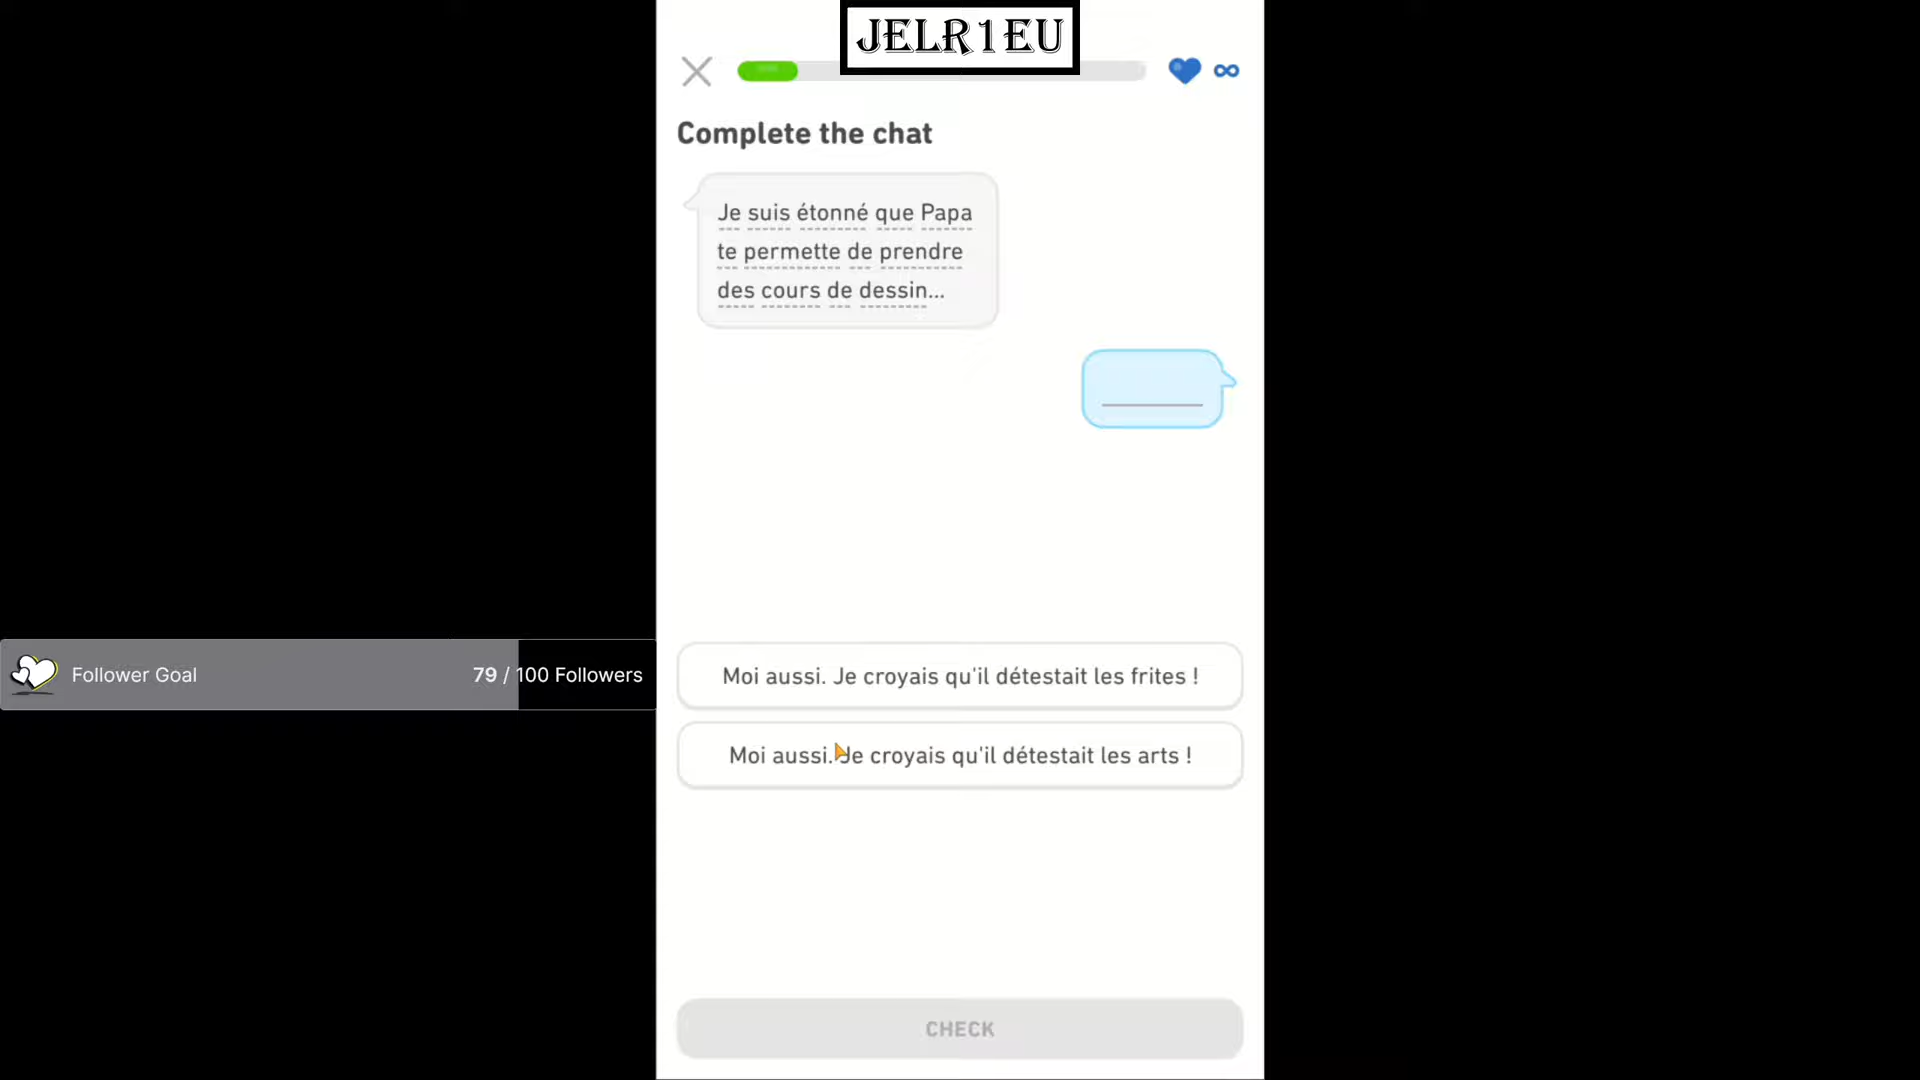 JELR1EU
Complete the chat
Je suis étonné que Papa
te permette de prendre
des cours de dessin...
Follower Goal
79 / 100 Followers
Moi aussi. Je croyais qu'il détestait les frites !
Moi aussi. Je croyais qu'il détestait les arts !
CHECK